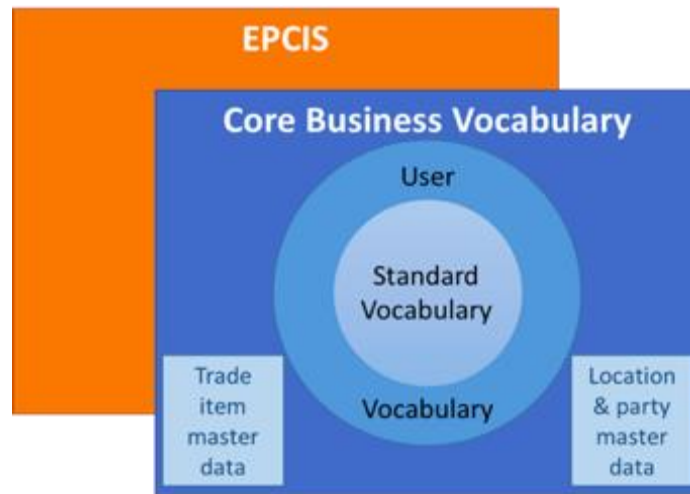 EPCIS
Core Business Vocabulary
User
Standard
Vocabulary
Vocabulary
Trade
item
master
data
Location
& party
master
data